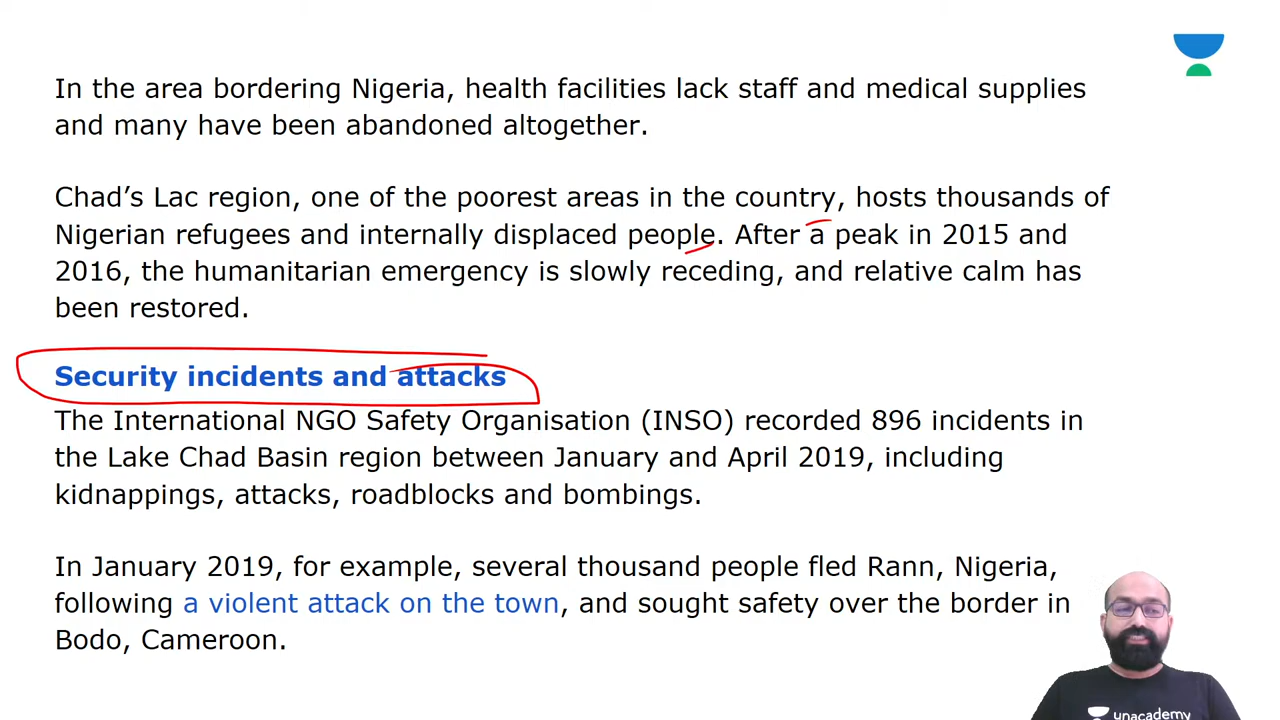 In the area bordering Nigeria, health facilities lack staff and medical supplies
and many have been abandoned altogether.
Chad’s Lac region, one of the poorest areas in the country, hosts thousands of
Nigerian refugees and internally displaced people. After a peak in 2015 and
2016, the humanitarian emergency is slowly receding, and relative calm has
been restored.
Security incidents and attacks
The International NGO Safety Organisation (INSO) recorded 896 incidents in
the Lake Chad Basin region between January and April 2019, including
kidnappings, attacks, roadblocks and bombings.
In January 2019, for example, several thousand people fled Rann, Nigeria,
following a violent attack on the town, and sought safety over the border in
Bodo, Cameroon.
unacademy